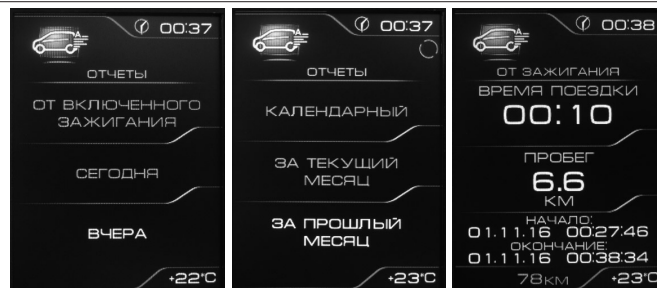 00:37
ОТЧЕТЫ
ОТ ВКЛЮЧЕННОГО
ЗАЖИГАНИЯ
СЕГОДНЯ
ВЧЕРА
+22°C
00:37
ОТЧЕТЫ
КАЛЕНДАРНЫЙ
ЗА ТЕКУЩИЙ
МЕСЯЦ
ЗА ПРОШЛЫЙ
МЕСЯЦ
+23°C
00:38
ОТ ЗАЖИГАНИЯ
ВРЕМЯ ПОЕЗДКИ
00:10
ПРОБЕГ
6.6
КМ
НАЧАЛО:
01.11.16 00:27:46
ОКОНЧАНИЕ:
01.11.16 00:38:34
78КМ +23°C